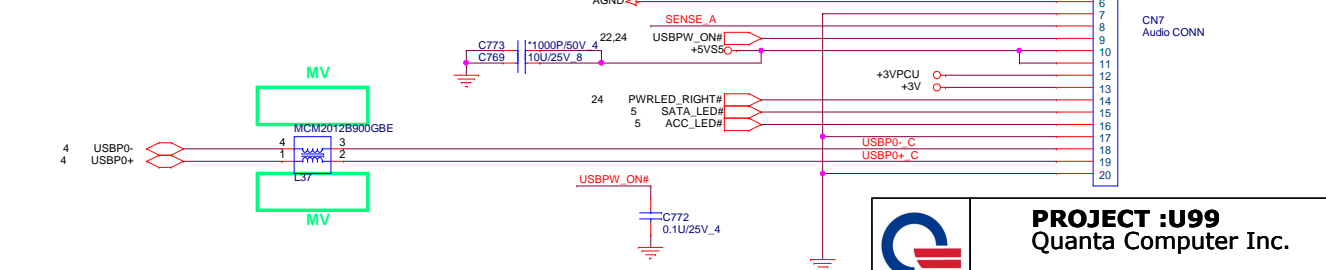 AGND
6
7
SENSE_A
8
CN7
Audio CONN
22,24
USBPW_ON#
9
C773
*1000P/50V_4
+5VS5
10
C769
10U/25V_8
11
MV
+3VPCU
12
+3V
13
24
PWRLED_RIGHT#
14
5
SATA_LED#
15
5
ACC_LED#
16
MCM2012B900GBE
17
4
USBP0-
4
3
USBP0-_C
18
4
USBP0+
1
2
USBP0+_C
19
L37
USBPW_ON#
20
MV
C772
0.1U/25V_4
PROJECT :U99
Quanta Computer Inc.